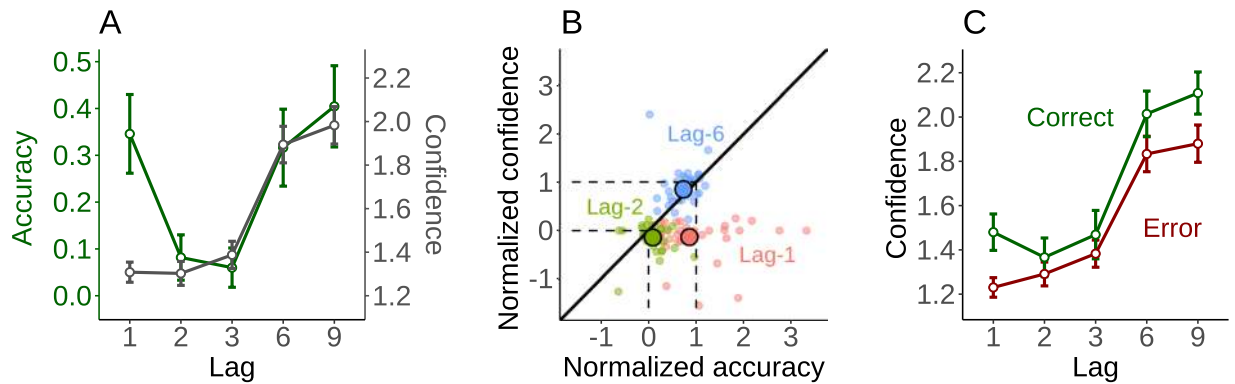 A
Accuracy
0.5
0.4
0.3
0.2
0.1
0.0
2.2
2.0
1.8
1.6
1.4
1.2
Confidence
1 2 3 6 9
Lag
B
Normalized confidence
3
2
1
0
-1
Lag-6
Lag-2
Lag-1
-1 0 1 2 3
Normalized accuracy
C
Confidence
2.2
2.0
1.8
1.6
1.4
1.2
Correct
Error
1 2 3 6 9
Lag